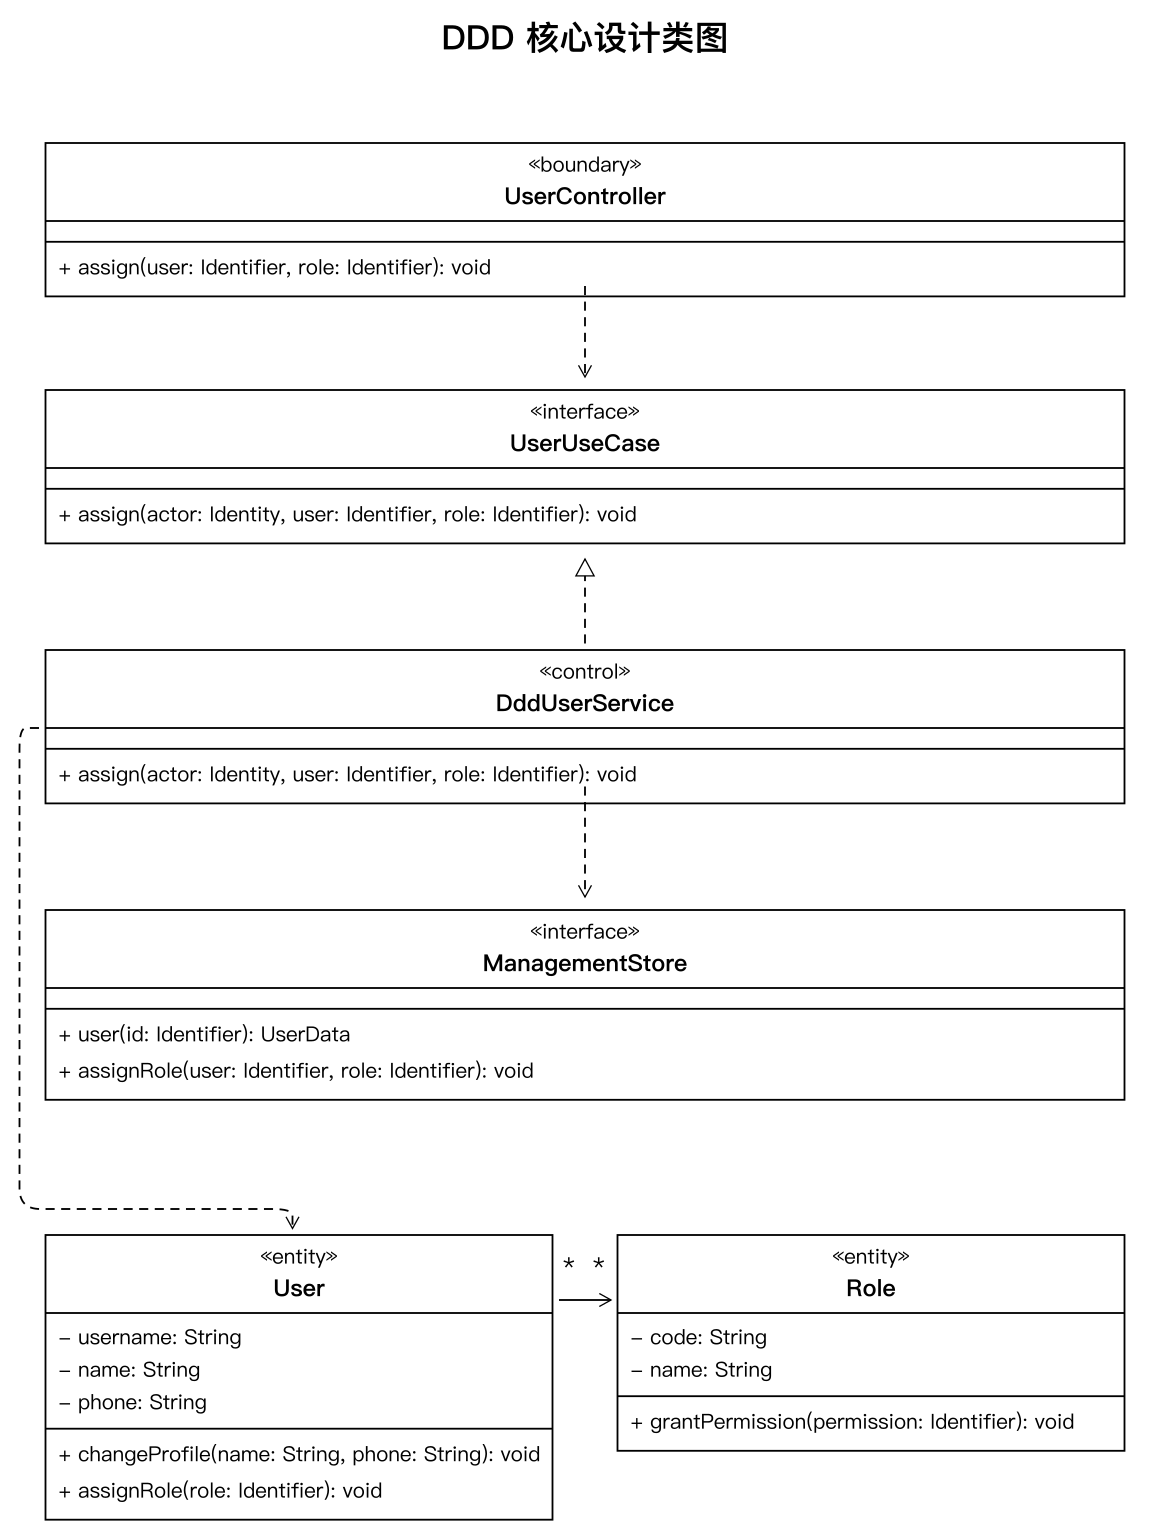 DDD 核心设计类图
«boundary»
UserController
+ assign(user: Identifier, role: Identifier): void
«interface»
UserUseCase
+ assign(actor: Identity, user: Identifier, role: Identifier): void
«control»
DddUserService
+ assign(actor: Identity, user: Identifier, role: Identifier): void
«interface»
ManagementStore
+ user(id: Identifier): UserData
+ assignRole(user: Identifier, role: Identifier): void
«entity»
User
– username: String
– name: String
– phone: String
+ changeProfile(name: String, phone: String): void
+ assignRole(role: Identifier): void
* *
«entity»
Role
– code: String
– name: String
+ grantPermission(permission: Identifier): void